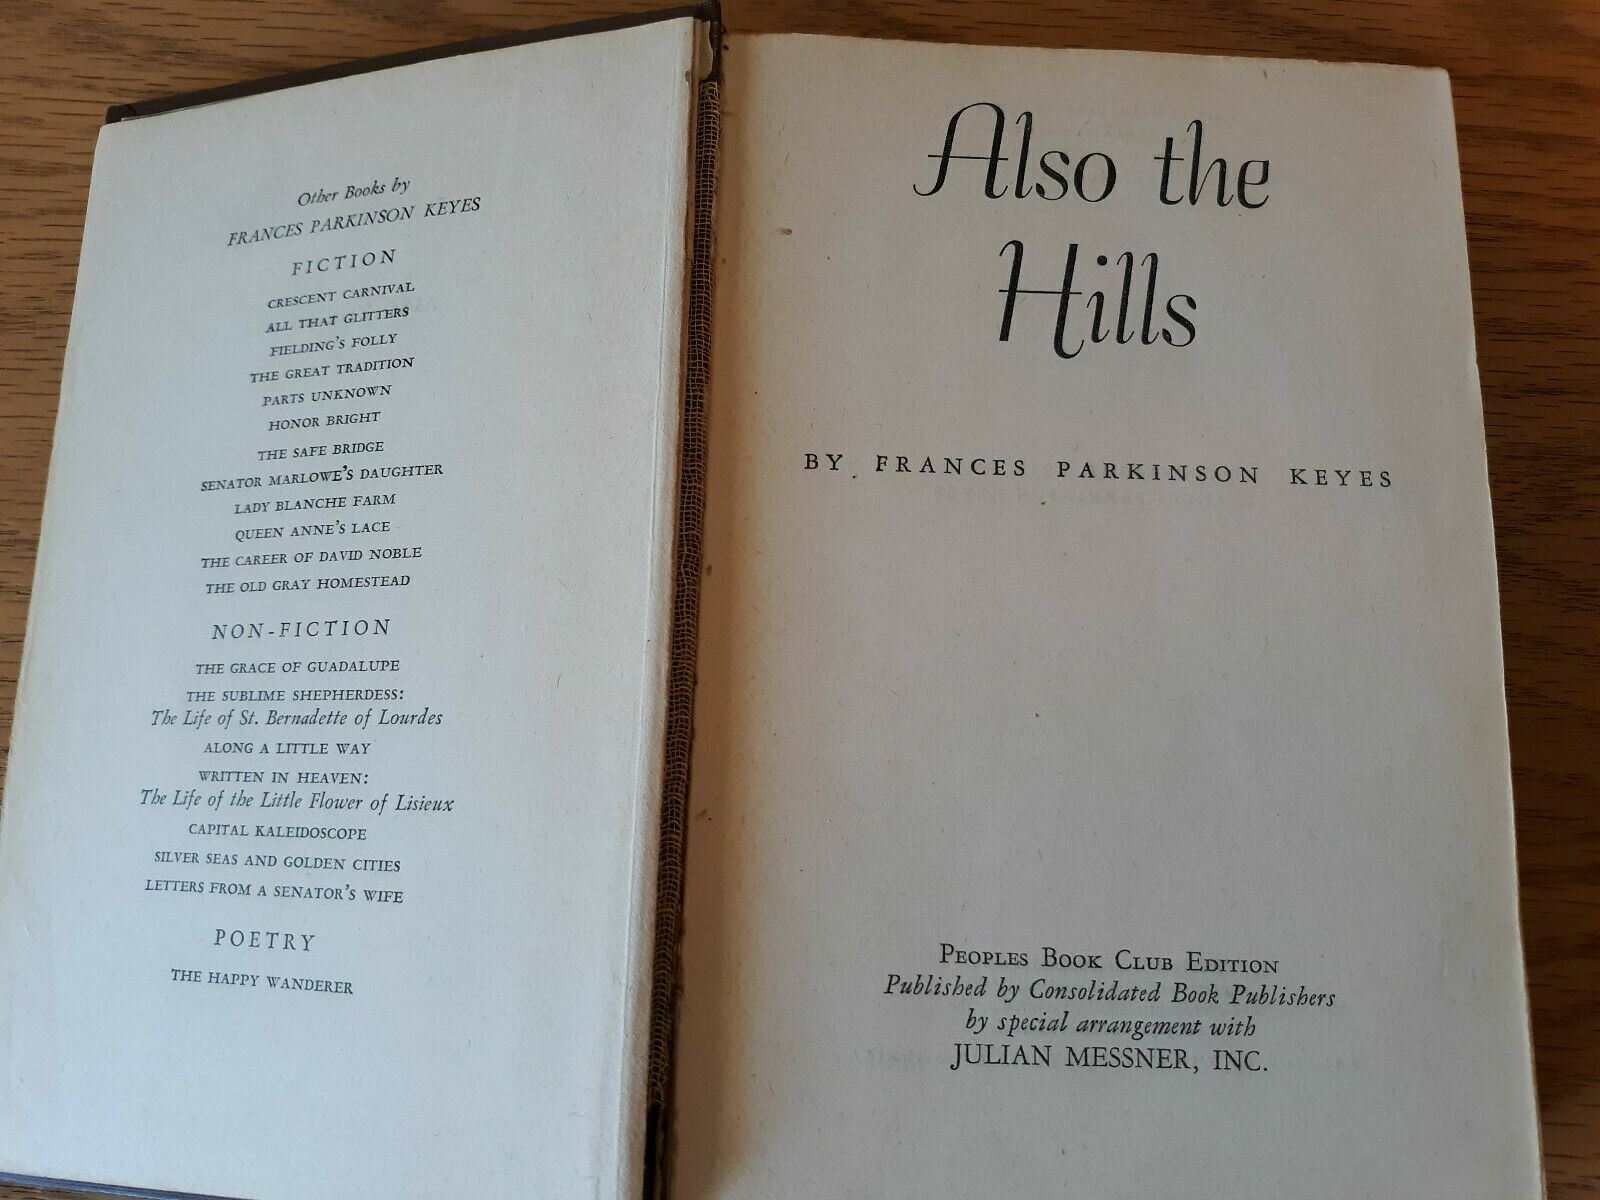 Other Books by
FRANCES PARKINSON KEYES
FICTION
CRESCENT CARNIVAL
ALL THAT GLITTERS
FIELDING'S FOLLY
THE GREAT TRADITION
PARTS UNKNOWN
HONOR BRIGHT
THE SAFE BRIDGE
SENATOR MARLOWE'S DAUGHTER
LADY BLANCHE FARM
QUEEN ANNE'S LACE
THE CAREER OF DAVID NOBLE
THE OLD GRAY HOMESTEAD
NON-FICTION
THE GRACE OF GUADALUPE
THE SUBLIME SHEPHERDESS:
The Life of St. Bernadette of Lourdes
ALONG A LITTLE WAY
WRITTEN IN HEAVEN:
The Life of the Little Flower of Lisieux
CAPITAL KALEIDOSCOPE
SILVER SEAS AND GOLDEN CITIES
LETTERS FROM A SENATOR'S WIFE
POETRY
THE HAPPY WANDERER
Also the
Hills
BY FRANCES PARKINSON KEYES
PEOPLES BOOK CLUB EDITION
Published by Consolidated Book Publishers
by special arrangement with
JULIAN MESSNER, INC.